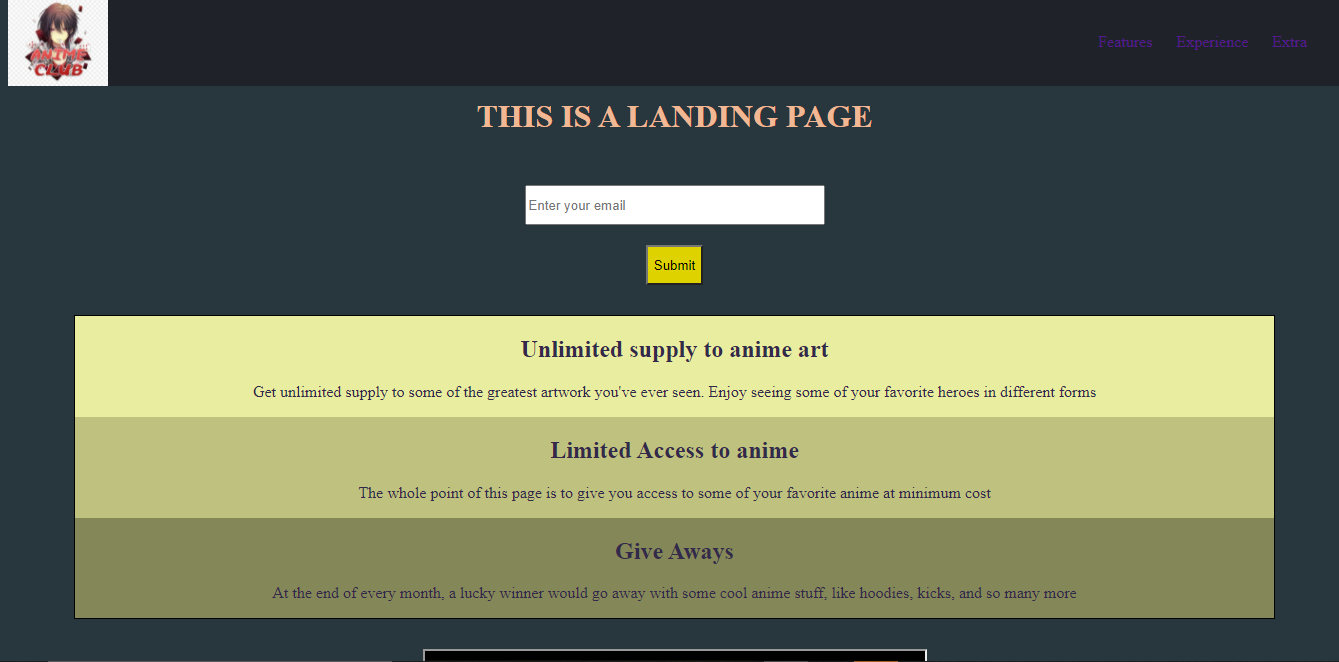 ANIME
CLUB
Features Experience Extra
THIS IS A LANDING PAGE
Enter your email
Submit
Unlimited supply to anime art
Get unlimited supply to some of the greatest artwork you've ever seen. Enjoy seeing some of your favorite heroes in different forms
Limited Access to anime
The whole point of this page is to give you access to some of your favorite anime at minimum cost
Give Aways
At the end of every month, a lucky winner would go away with some cool anime stuff, like hoodies, kicks, and so many more